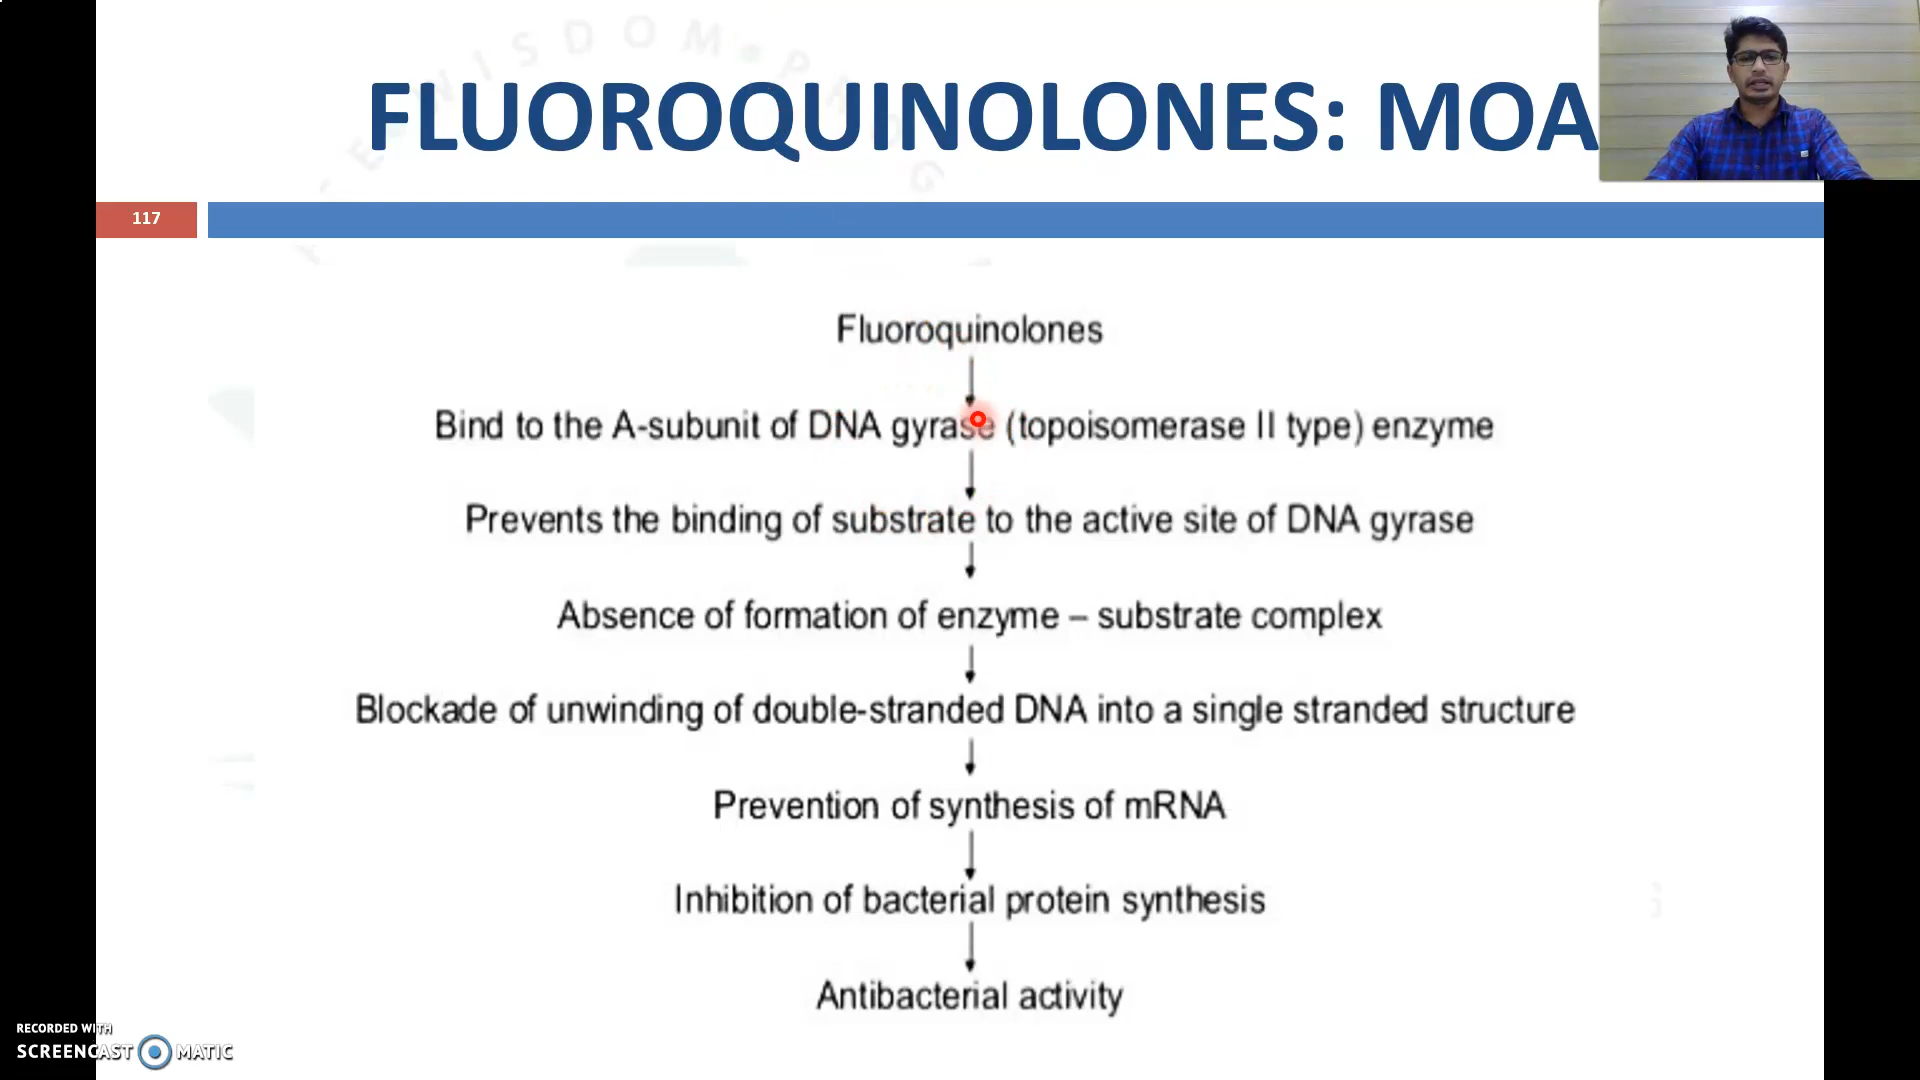 WISDOM
FLUOROQUINOLONES: MOA
117
Fluoroquinolones
Bind to the A-subunit of DNA gyrase (topoisomerase II type) enzyme
Prevents the binding of substrate to the active site of DNA gyrase
Absence of formation of enzyme – substrate complex
Blockade of unwinding of double-stranded DNA into a single stranded structure
Prevention of synthesis of mRNA
Inhibition of bacterial protein synthesis
Antibacterial activity
RECORDED WITH
SCREENCAST MATIC